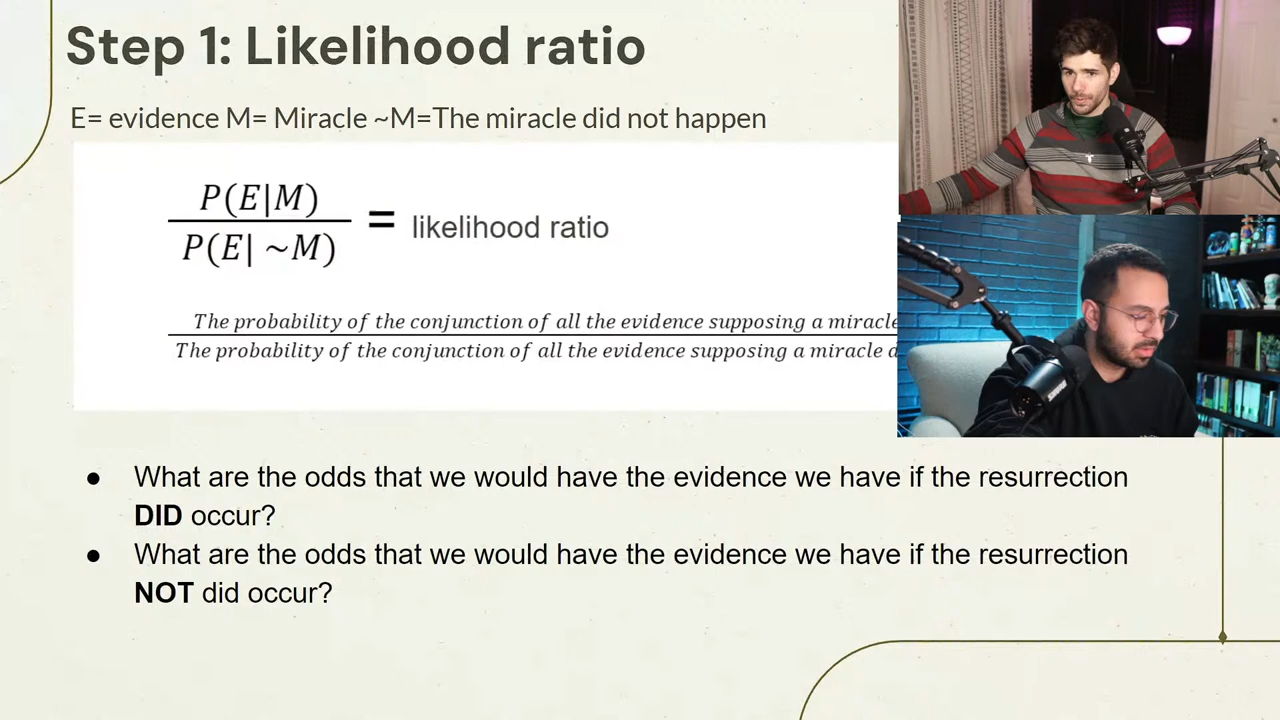 Step 1: Likelihood ratio
E= evidence M= Miracle ~M=The miracle did not happen
P(E|M)
P(E| ~M)
= likelihood ratio
The probability of the conjunction of all the evidence supposing a miracle
The probability of the conjunction of all the evidence supposing a miracle
● What are the odds that we would have the evidence we have if the resurrection
DID occur?
● What are the odds that we would have the evidence we have if the resurrection
NOT did occur?